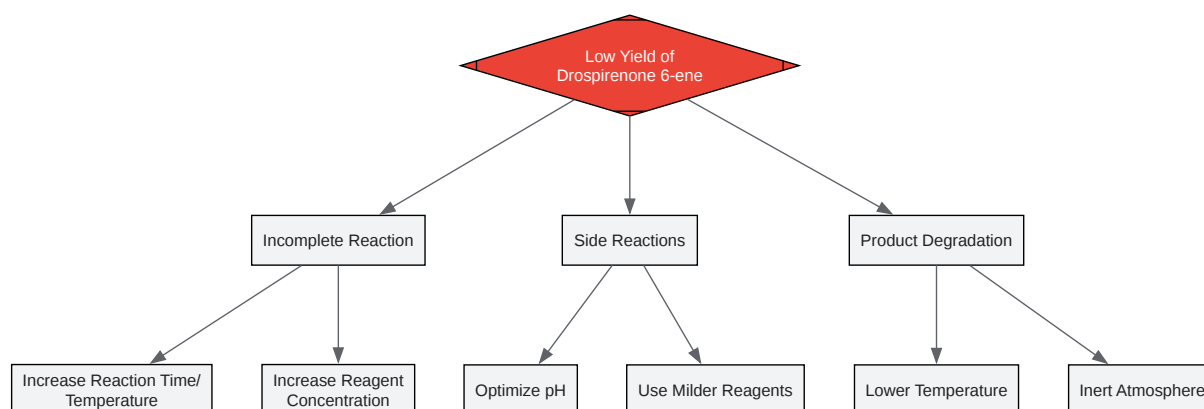 Low Yield of
Drospirenone 6-ene
Incomplete Reaction
Side Reactions
Product Degradation
Increase Reaction Time/
Temperature
Increase Reagent
Concentration
Optimize pH
Use Milder Reagents
Lower Temperature
Inert Atmosphere